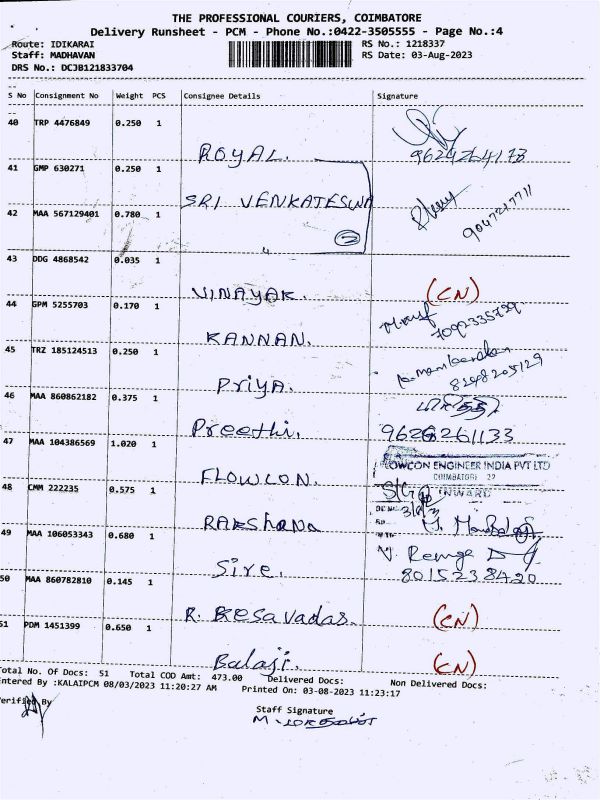 THE PROFESSIONAL COURIERS, COIMBATORE
Delivery Runsheet - PCM - Phone No.:0422-3505555 - Page No.:4
Route: IDIKARAI RS No.: 1218337
Staff: MADHAVAN RS Date: 03-Aug-2023
DRS No.: DCJB121833704
S No Consignment No Weight PCS Consignee Details Signature
40 TRP 4476849 0.250 1
ROYAL. 9629264173
41 GMP 630271 0.250 1
SRI VENKATESWA
42 MAA 567129401 0.780 1 9047217711
2
43 DDG 4868542 0.035 1
VINAYAK. (CN)
44 GPM 5255703 0.170 1
KANNAN. 7092335729
45 TRZ 185124513 0.250 1
Priya. 8248205129
46 MAA 860862182 0.375 1
Preethi. 9626261133
47 MAA 104386569 1.020 1
FLOWCON. FLOWCON ENGINEER INDIA PVT LTD
COIMBATORE
48 CMM 222235 0.575 1 INWARD
RAKSHANA
49 MAA 106053343 0.680 1
Sire. 8015238420
50 MAA 860782810 0.145 1
R. Kesavadas. (CN)
51 PDM 1451399 0.650 1
Balaji. (CN)
Total No. Of Docs: 51 Total COD Amt: 473.00 Delivered Docs: Non Delivered Docs:
Entered By :KALAIPCM 08/03/2023 11:20:27 AM Printed On: 03-08-2023 11:23:17
Verified By
Staff Signature